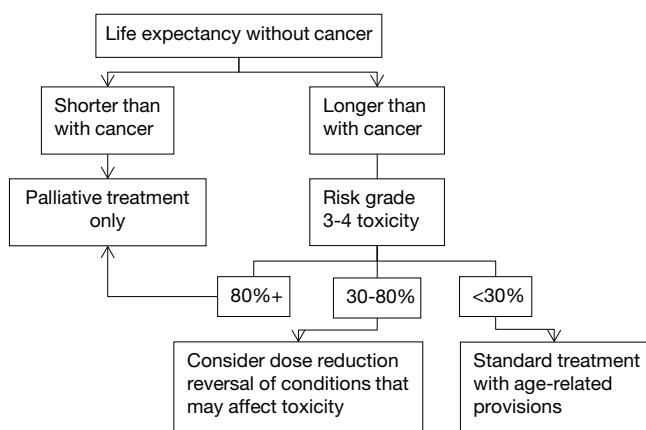 Life expectancy without cancer
Shorter than
with cancer
Longer than
with cancer
Palliative treatment
only
Risk grade
3-4 toxicity
80%+
30-80%
<30%
Consider dose reduction
reversal of conditions that
may affect toxicity
Standard treatment
with age-related
provisions